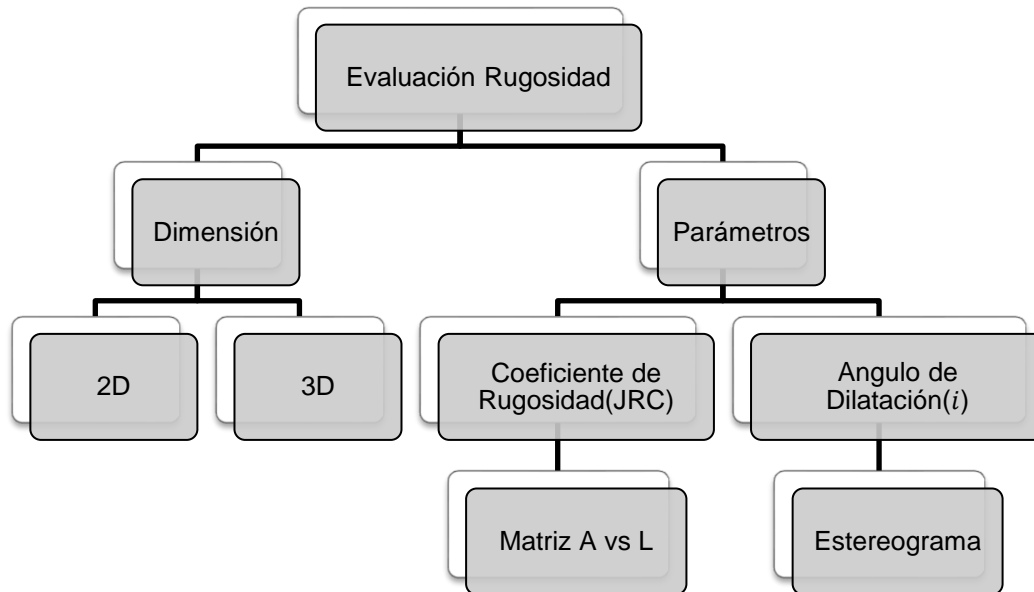 Evaluación Rugosidad
Dimensión
Parámetros
2D
3D
Coeficiente de
Rugosidad(JRC)
Angulo de
Dilatación(𝑖)
Matriz A vs L
Estereograma